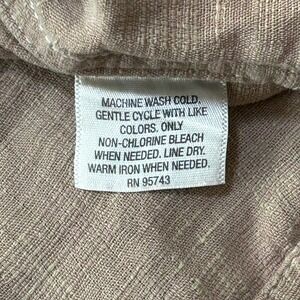 MACHINE WASH COLD,
GENTLE CYCLE WITH LIKE
COLORS. ONLY
NON-CHLORINE BLEACH
WHEN NEEDED. LINE DRY.
WARM IRON WHEN NEEDED.
RN 95743